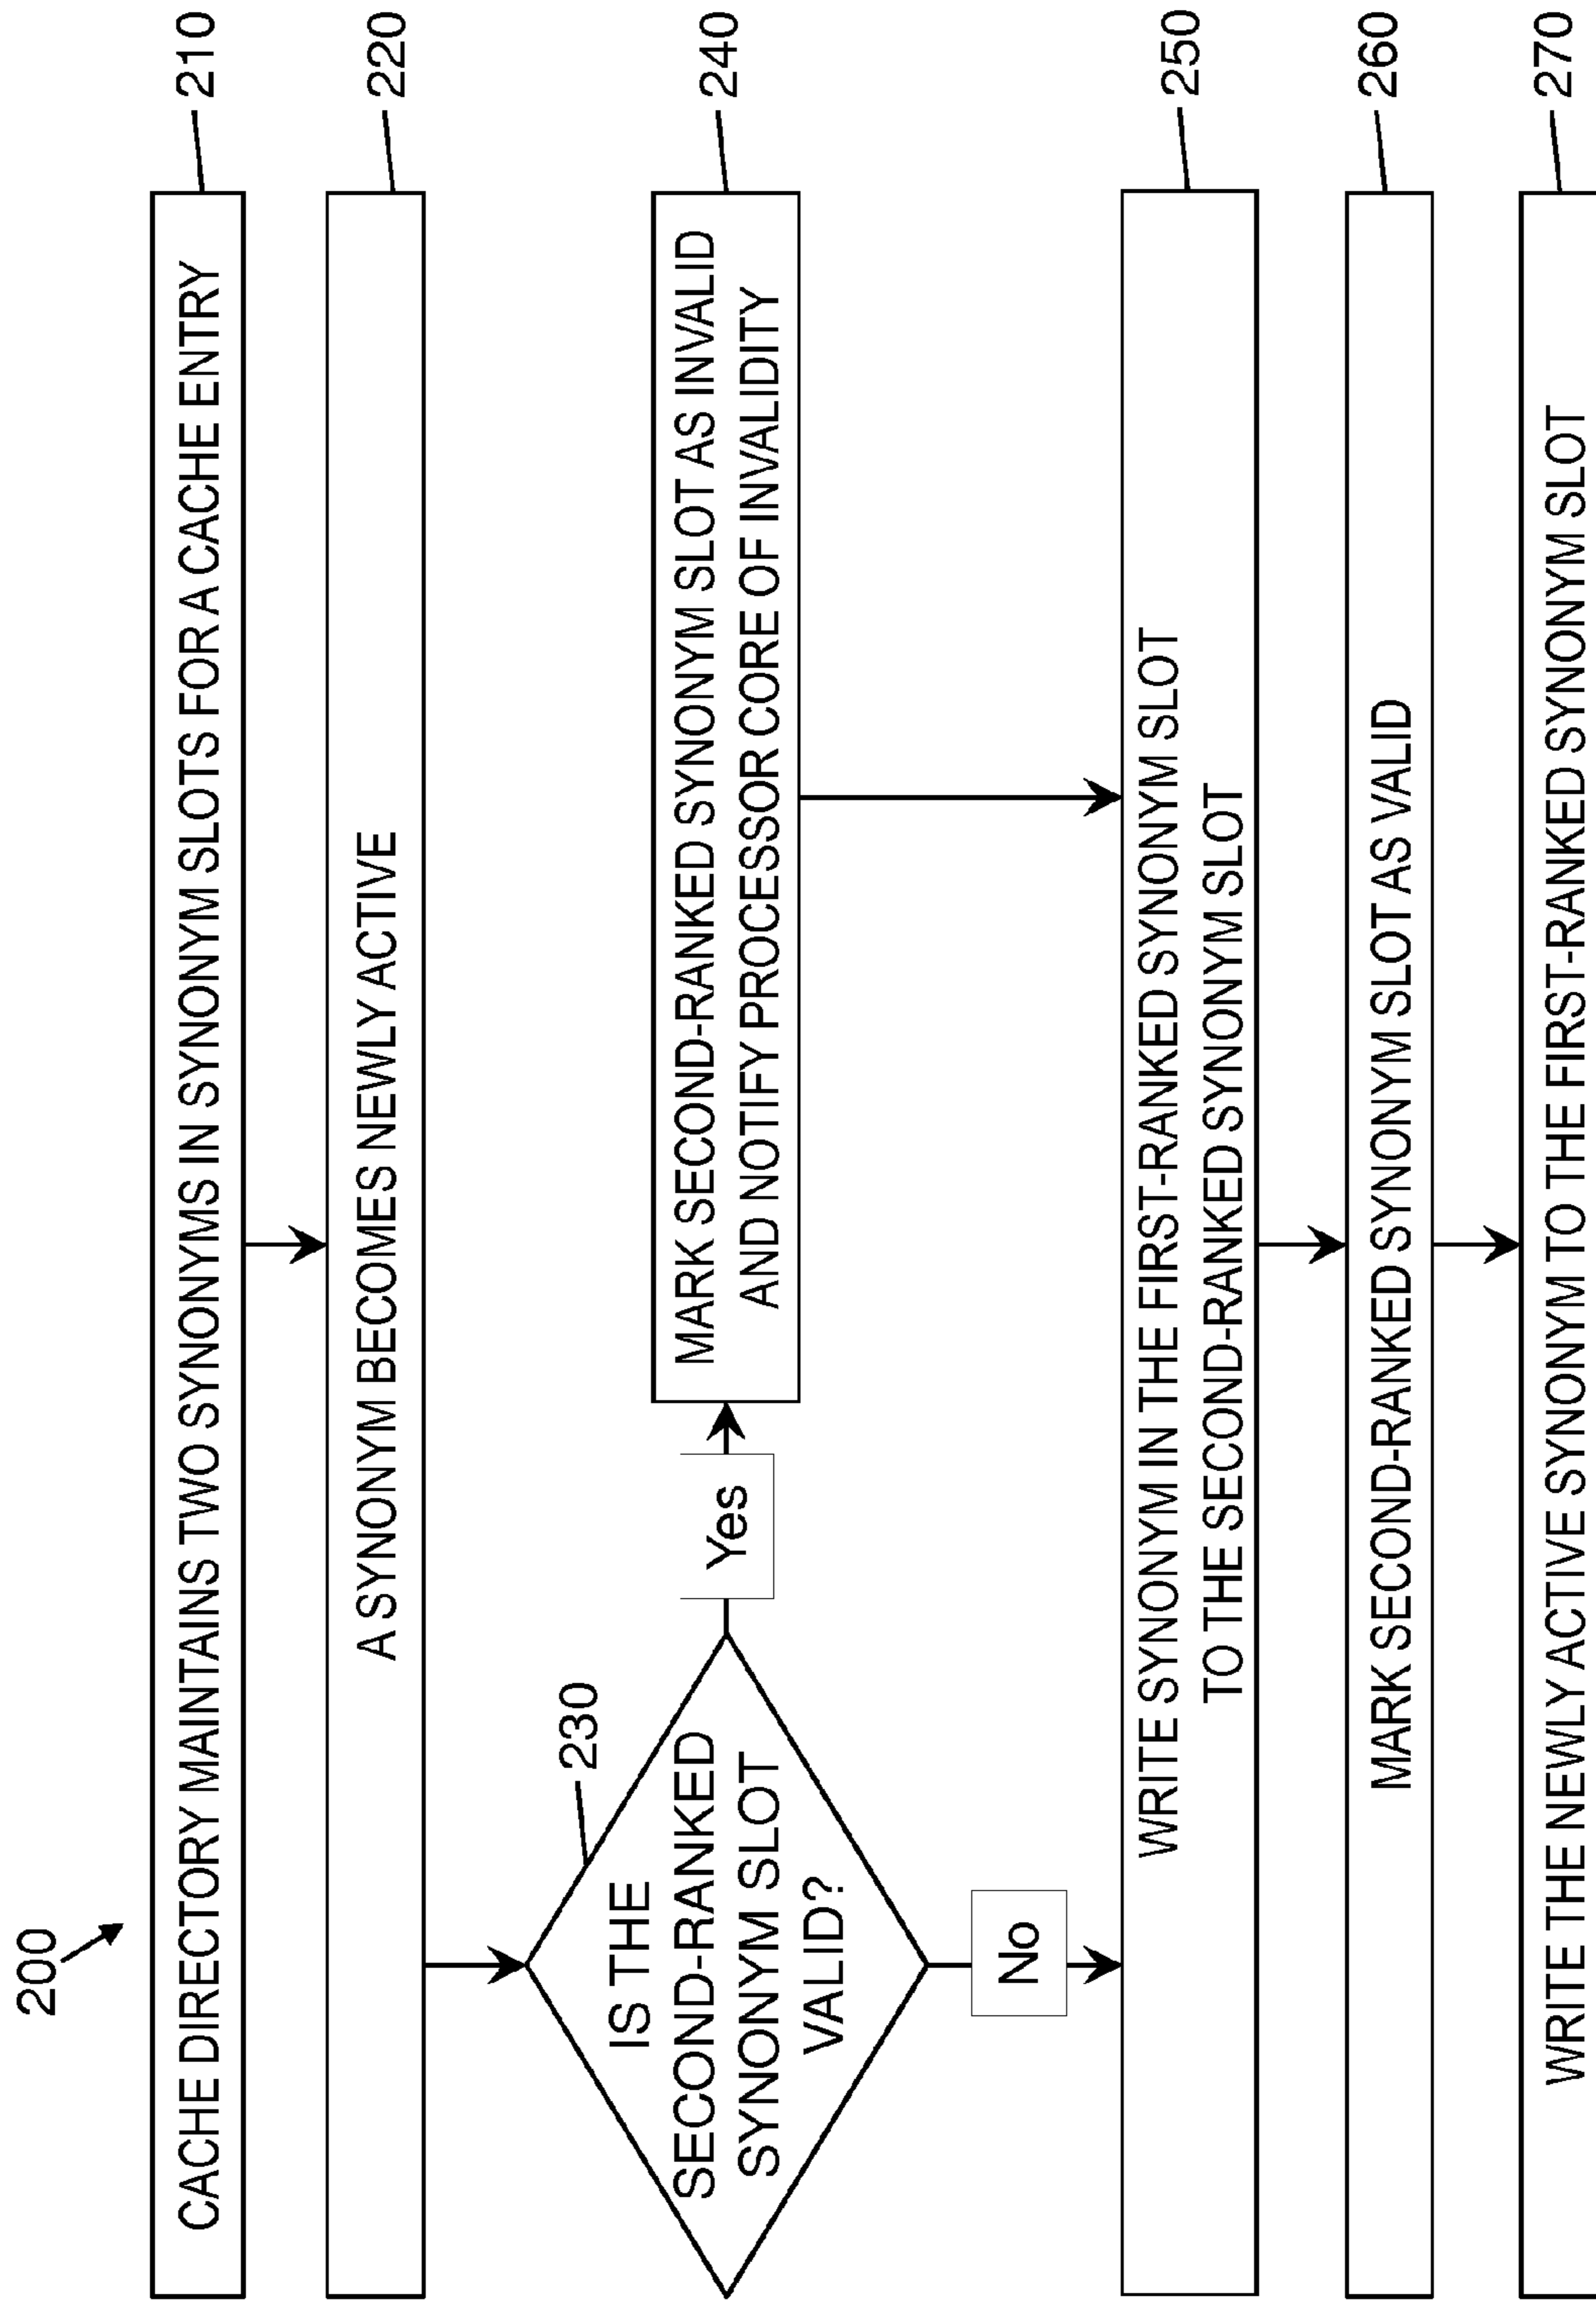 200
CACHE DIRECTORY MAINTAINS TWO SYNONYMS IN SYNONYM SLOTS FOR A CACHE ENTRY
210
A SYNONYM BECOMES NEWLY ACTIVE
220
230
IS THE
SECOND-RANKED
SYNONYM SLOT
VALID?
Yes
MARK SECOND-RANKED SYNONYM SLOT AS INVALID
AND NOTIFY PROCESSOR CORE OF INVALIDITY
240
No
WRITE SYNONYM IN THE FIRST-RANKED SYNONYM SLOT
TO THE SECOND-RANKED SYNONYM SLOT
250
MARK SECOND-RANKED SYNONYM SLOT AS VALID
260
WRITE THE NEWLY ACTIVE SYNONYM TO THE FIRST-RANKED SYNONYM SLOT
270